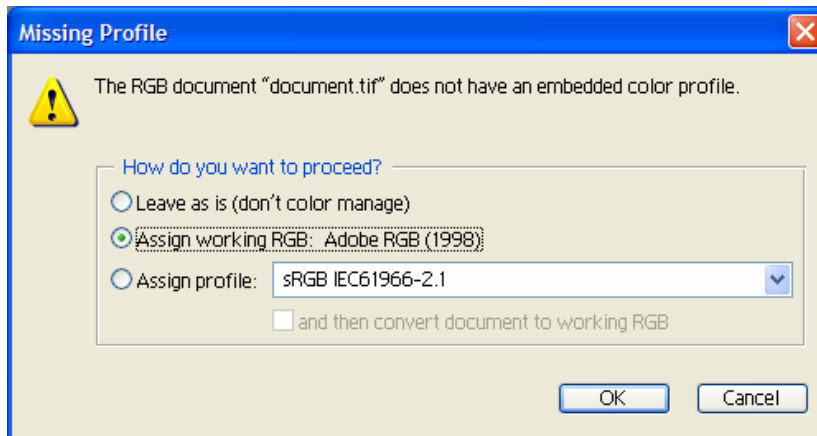 Missing Profile
The RGB document “document.tif” does not have an embedded color profile.
How do you want to proceed?
Leave as is (don't color manage)
Assign working RGB: Adobe RGB (1998)
Assign profile: sRGB IEC61966-2.1
and then convert document to working RGB
OK Cancel